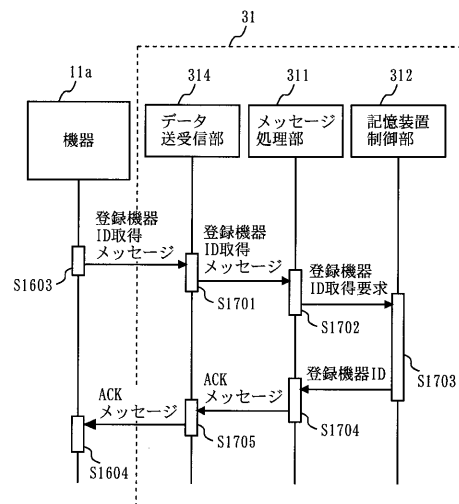 31
11a
314
311
312
機器
データ
送受信部
メッセージ
処理部
記憶装置
制御部
登録機器
ID取得
メッセージ
S1603
登録機器
ID取得
メッセージ
S1701
登録機器
ID取得要求
S1702
登録機器ID
S1703
ACK
メッセージ
S1704
ACK
メッセージ
S1705
S1604